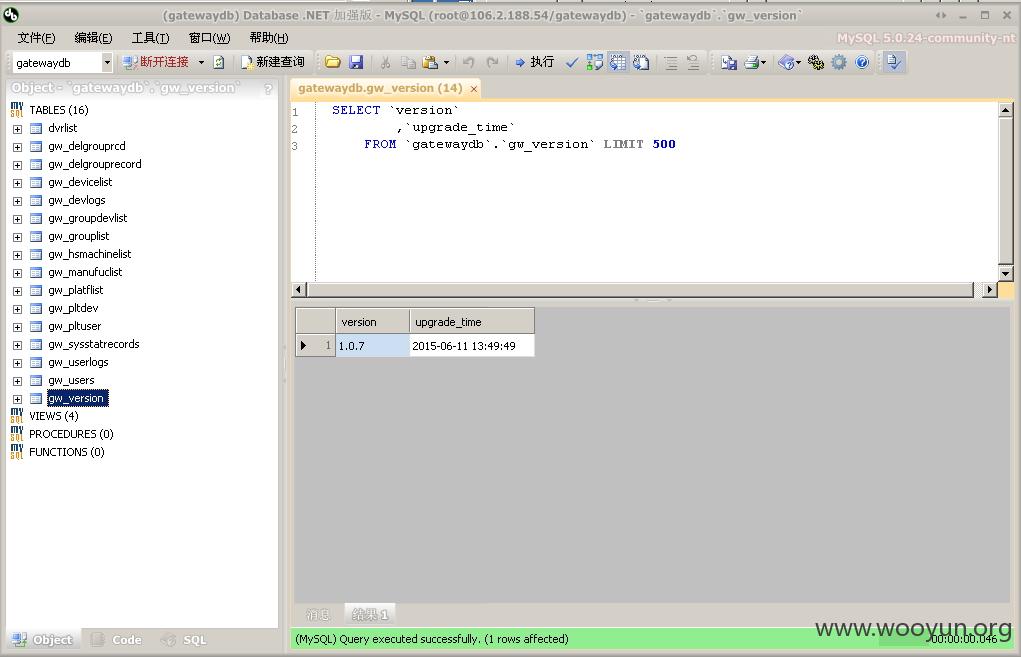 (gatewaydb) Database .NET 加强版 - MySQL (root@106.2.188.54/gatewaydb) - `gatewaydb`.`gw_version`
文件(F) 编辑(E) 工具(T) 窗口(W) 帮助(H) MySQL 5.0.24-community-nt
gatewaydb 断开连接 新建查询 执行
Object - `gatewaydb`.`gw_version` ?
gatewaydb.gw_version (14) ×
TABLES (16)
dvrlist
gw_delgrouprcd
gw_delgrouprecord
gw_devicelist
gw_devlogs
gw_groupdevlist
gw_grouplist
gw_hsmachinelist
gw_manufuclist
gw_platflist
gw_pltdev
gw_pltuser
gw_sysstatrecords
gw_userlogs
gw_users
gw_version
VIEWS (4)
PROCEDURES (0)
FUNCTIONS (0)
1 SELECT `version`
2 ,`upgrade_time`
3 FROM `gatewaydb`.`gw_version` LIMIT 500
version upgrade_time
1 1.0.7 2015-06-11 13:49:49
消息 结果 1
Object Code SQL
(MySQL) Query executed successfully. (1 rows affected) 00:00:00.046
www.wooyun.org